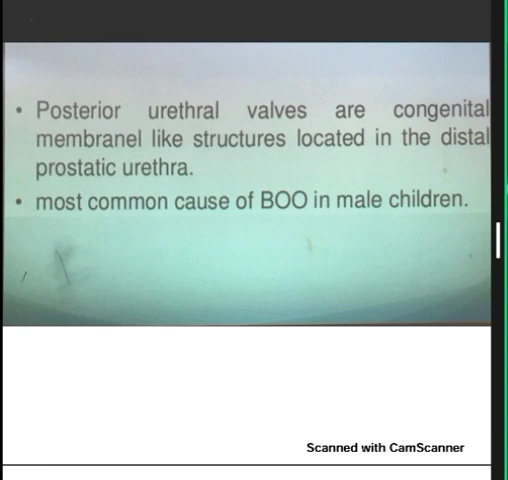 • Posterior urethral valves are congenital
membranel like structures located in the distal
prostatic urethra.
• most common cause of BOO in male children.
Scanned with CamScanner